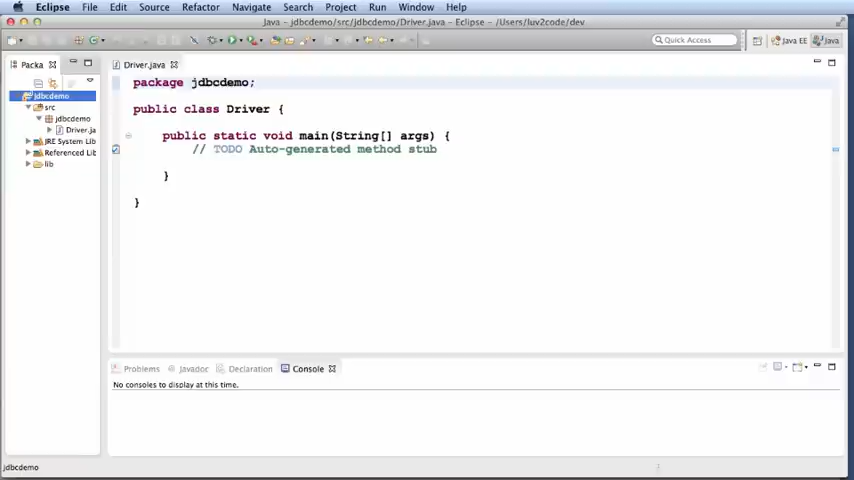 Eclipse File Edit Source Refactor Navigate Search Project Run Window Help
Java - jdbcdemo/src/jdbcdemo/Driver.java - Eclipse - /Users/luv2code/dev
Quick Access Java EE Java
Packa
Driver.java
jdbcdemo
src
jdbcdemo
Driver.ja
JRE System Lib
Referenced Lib
lib
package jdbcdemo;
public class Driver {
public static void main(String[] args) {
// TODO Auto-generated method stub
}
}
Problems Javadoc Declaration Console
No consoles to display at this time.
jdbcdemo